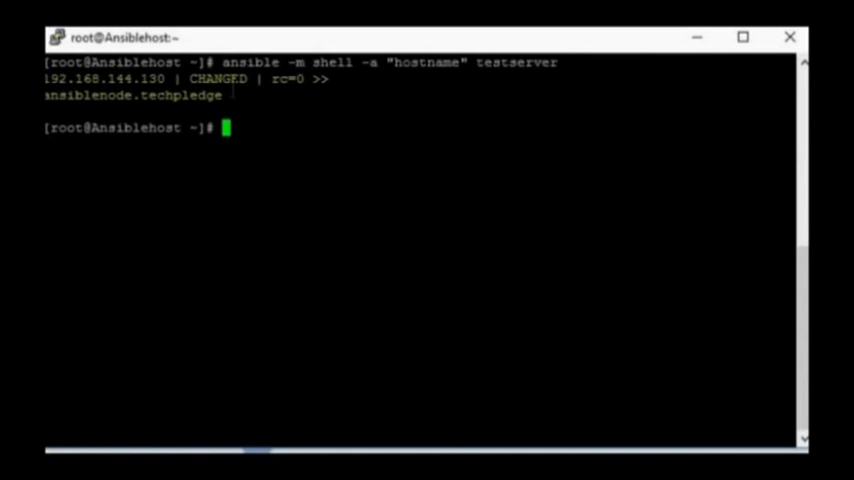 root@Ansiblehost:~
[root@Ansiblehost ~]# ansible -m shell -a "hostname" testserver
192.168.144.130 | CHANGED | rc=0 >>
ansiblenode.techpledge
[root@Ansiblehost ~]#